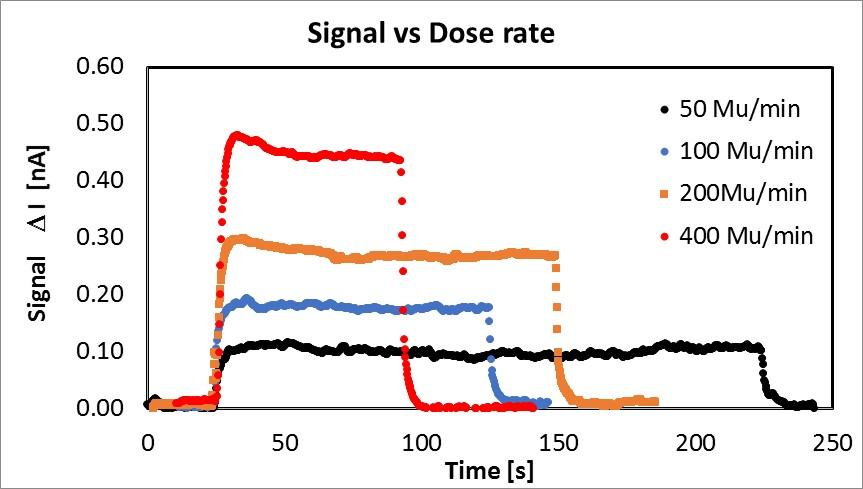 Signal vs Dose rate
0.60
0.50
0.40
0.30
0.20
0.10
0.00
Signal Δ I [nA]
50 Mu/min
100 Mu/min
200Mu/min
400 Mu/min
0 50 100 150 200 250
Time [s]